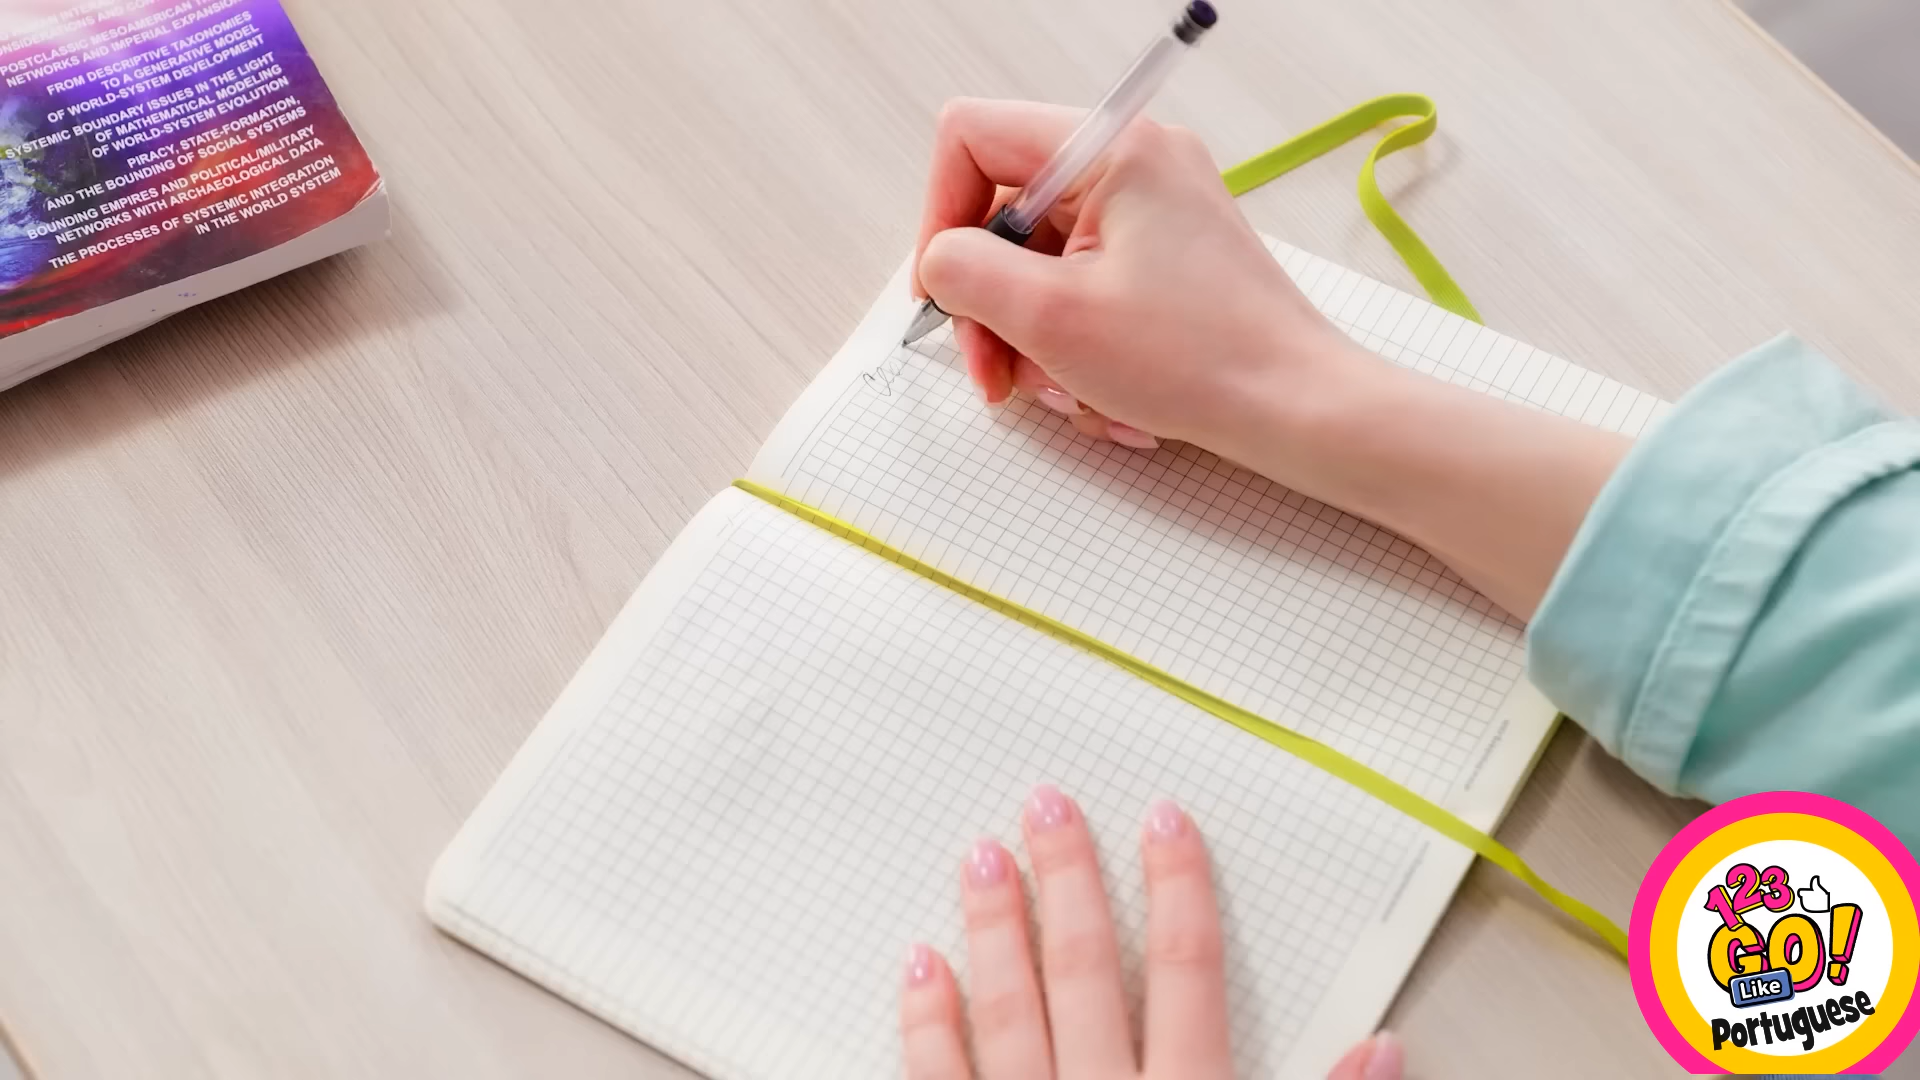 POSTCLASSIC MESOAMERICAN
NETWORKS AND IMPERIAL EXPANSION
FROM DESCRIPTIVE TAXONOMIES
TO A GENERATIVE MODEL
OF WORLD-SYSTEM DEVELOPMENT
SYSTEMIC BOUNDARY ISSUES IN THE LIGHT
OF MATHEMATICAL MODELING
OF WORLD-SYSTEM EVOLUTION
PIRACY, STATE-FORMATION,
AND THE BOUNDING OF SOCIAL SYSTEMS
BOUNDING EMPIRES AND POLITICAL/MILITARY
NETWORKS WITH ARCHAEOLOGICAL DATA
THE PROCESSES OF SYSTEMIC INTEGRATION
IN THE WORLD SYSTEM
123
GO!
Like
Portuguese